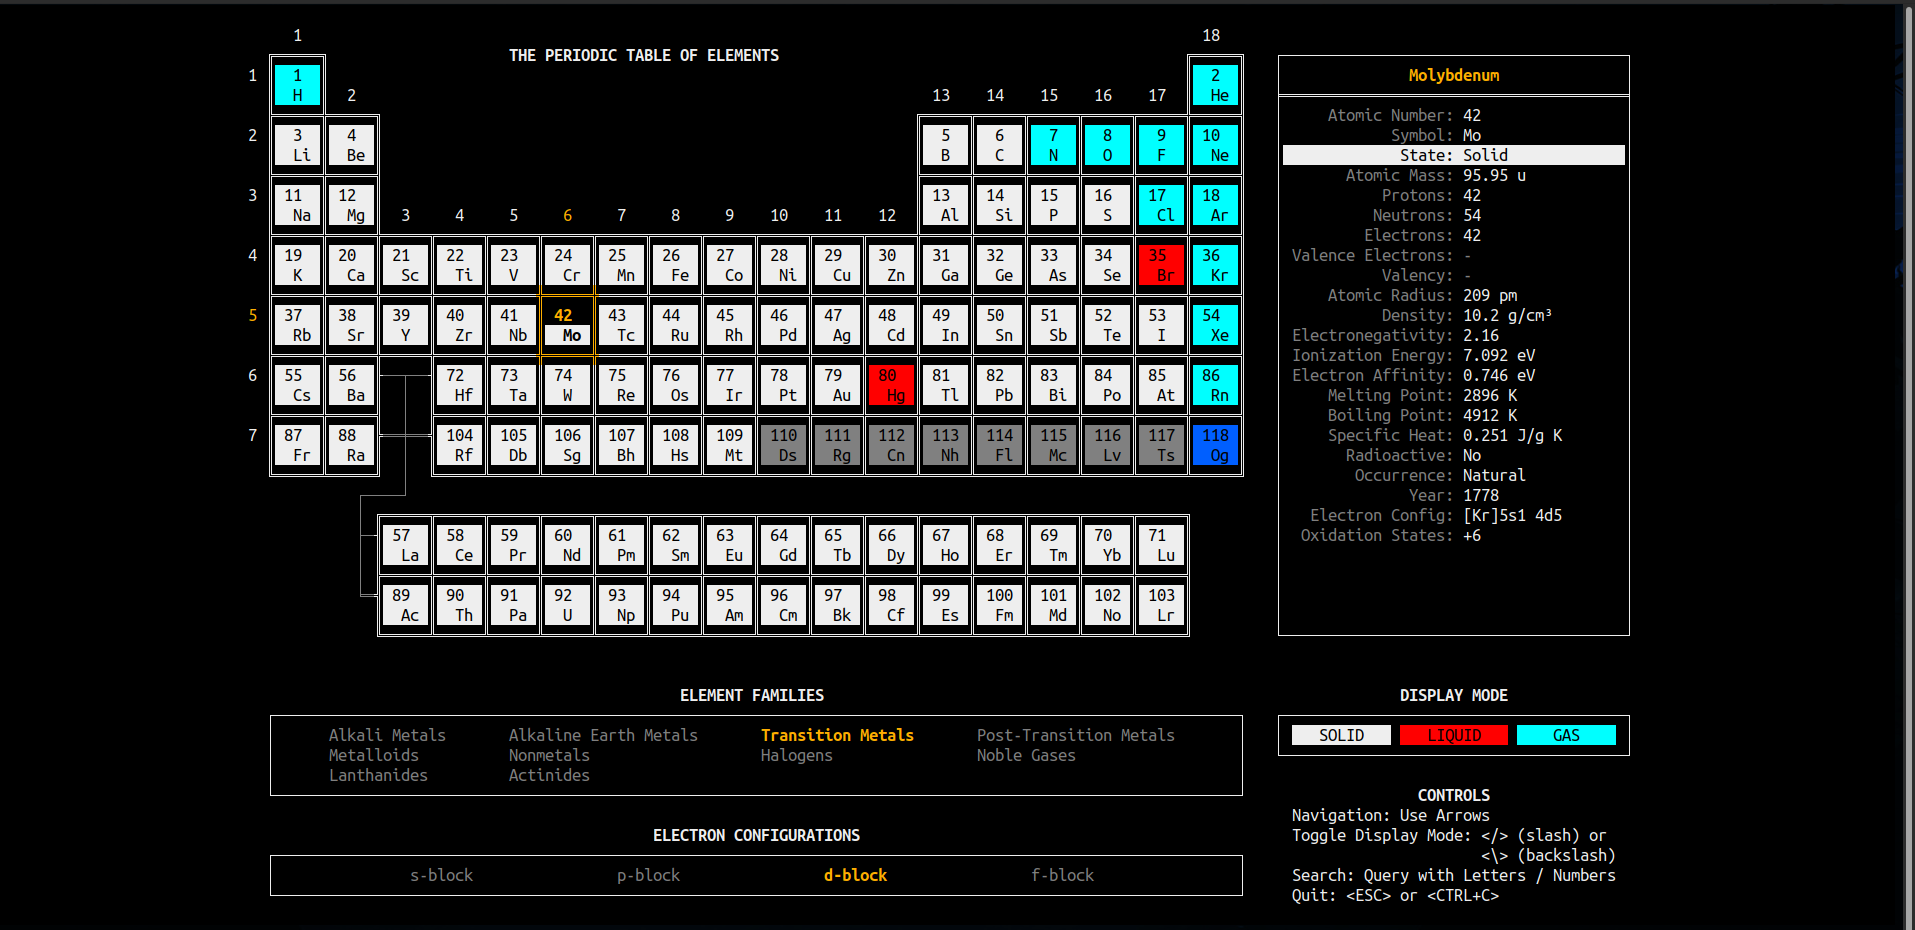 1 18
THE PERIODIC TABLE OF ELEMENTS
1 1 2
H 2 13 14 15 16 17 He
2 3 4 5 6 7 8 9 10
Li Be B C N O F Ne
3 11 12 13 14 15 16 17 18
Na Mg 3 4 5 6 7 8 9 10 11 12 Al Si P S Cl Ar
4 19 20 21 22 23 24 25 26 27 28 29 30 31 32 33 34 35 36
K Ca Sc Ti V Cr Mn Fe Co Ni Cu Zn Ga Ge As Se Br Kr
5 37 38 39 40 41 42 43 44 45 46 47 48 49 50 51 52 53 54
Rb Sr Y Zr Nb Mo Tc Ru Rh Pd Ag Cd In Sn Sb Te I Xe
6 55 56 72 73 74 75 76 77 78 79 80 81 82 83 84 85 86
Cs Ba Hf Ta W Re Os Ir Pt Au Hg Tl Pb Bi Po At Rn
7 87 88 104 105 106 107 108 109 110 111 112 113 114 115 116 117 118
Fr Ra Rf Db Sg Bh Hs Mt Ds Rg Cn Nh Fl Mc Lv Ts Og
57 58 59 60 61 62 63 64 65 66 67 68 69 70 71
La Ce Pr Nd Pm Sm Eu Gd Tb Dy Ho Er Tm Yb Lu
89 90 91 92 93 94 95 96 97 98 99 100 101 102 103
Ac Th Pa U Np Pu Am Cm Bk Cf Es Fm Md No Lr
Molybdenum
Atomic Number: 42
Symbol: Mo
State: Solid
Atomic Mass: 95.95 u
Protons: 42
Neutrons: 54
Electrons: 42
Valence Electrons: -
Valency: -
Atomic Radius: 209 pm
Density: 10.2 g/cm³
Electronegativity: 2.16
Ionization Energy: 7.092 eV
Electron Affinity: 0.746 eV
Melting Point: 2896 K
Boiling Point: 4912 K
Specific Heat: 0.251 J/g K
Radioactive: No
Occurrence: Natural
Year: 1778
Electron Config: [Kr]5s1 4d5
Oxidation States: +6
ELEMENT FAMILIES
Alkali Metals Alkaline Earth Metals Transition Metals Post-Transition Metals
Metalloids Nonmetals Halogens Noble Gases
Lanthanides Actinides
ELECTRON CONFIGURATIONS
s-block p-block d-block f-block
DISPLAY MODE
SOLID LIQUID GAS
CONTROLS
Navigation: Use Arrows
Toggle Display Mode: </> (slash) or
<\> (backslash)
Search: Query with Letters / Numbers
Quit: <ESC> or <CTRL+C>